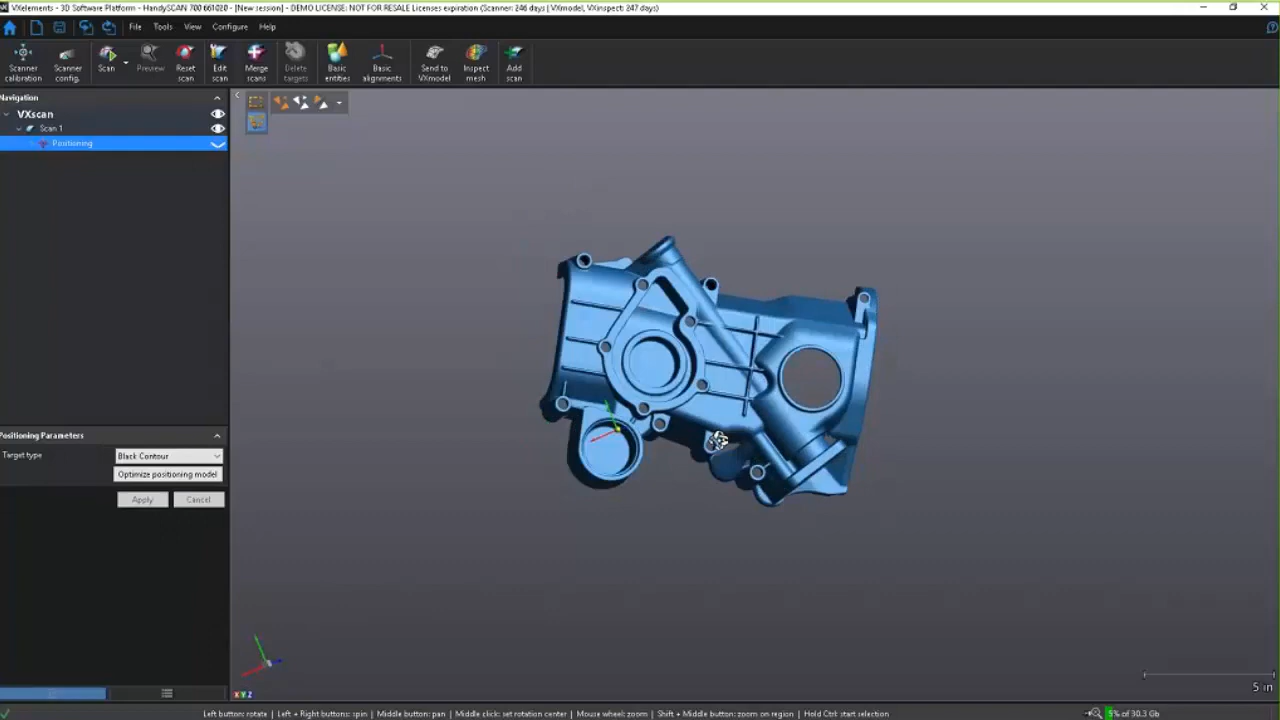 VXelements - 3D Software Platform - HandySCAN 700 661020 - [New session] - DEMO LICENSE: NOT FOR RESALE Licenses expiration (Scanner: 246 days | VXmodel, VXinspect: 247 days)
File Tools View Configure Help
Scanner calibration
Scanner config.
Scan
Preview
Reset scan
Edit scan
Merge scans
Delete targets
Basic entities
Basic alignments
Send to VXmodel
Inspect mesh
Add scan
Navigation
VXscan
Scan 1
Positioning
Positioning Parameters
Target type Black Contour
Optimize positioning model
Apply Cancel
5 in
X Y Z
Left button: rotate | Left + Right buttons: spin | Middle button: pan | Middle click: set rotation center | Mouse wheel: zoom | Shift + Middle button: zoom on region | Hold Ctrl: start selection
5% of 30.3 Gb